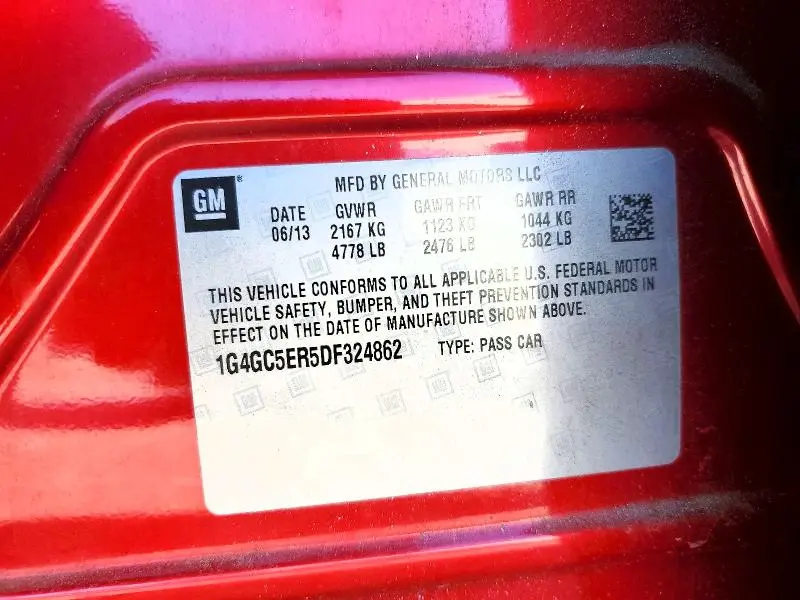 GM®
MFD BY GENERAL MOTORS LLC
DATE GVWR GAWR FRT GAWR RR
06/13 2167 KG 1123 KG 1044 KG
4778 LB 2476 LB 2302 LB
THIS VEHICLE CONFORMS TO ALL APPLICABLE U.S. FEDERAL MOTOR
VEHICLE SAFETY, BUMPER, AND THEFT PREVENTION STANDARDS IN
EFFECT ON THE DATE OF MANUFACTURE SHOWN ABOVE.
1G4GC5ER5DF324862 TYPE: PASS CAR